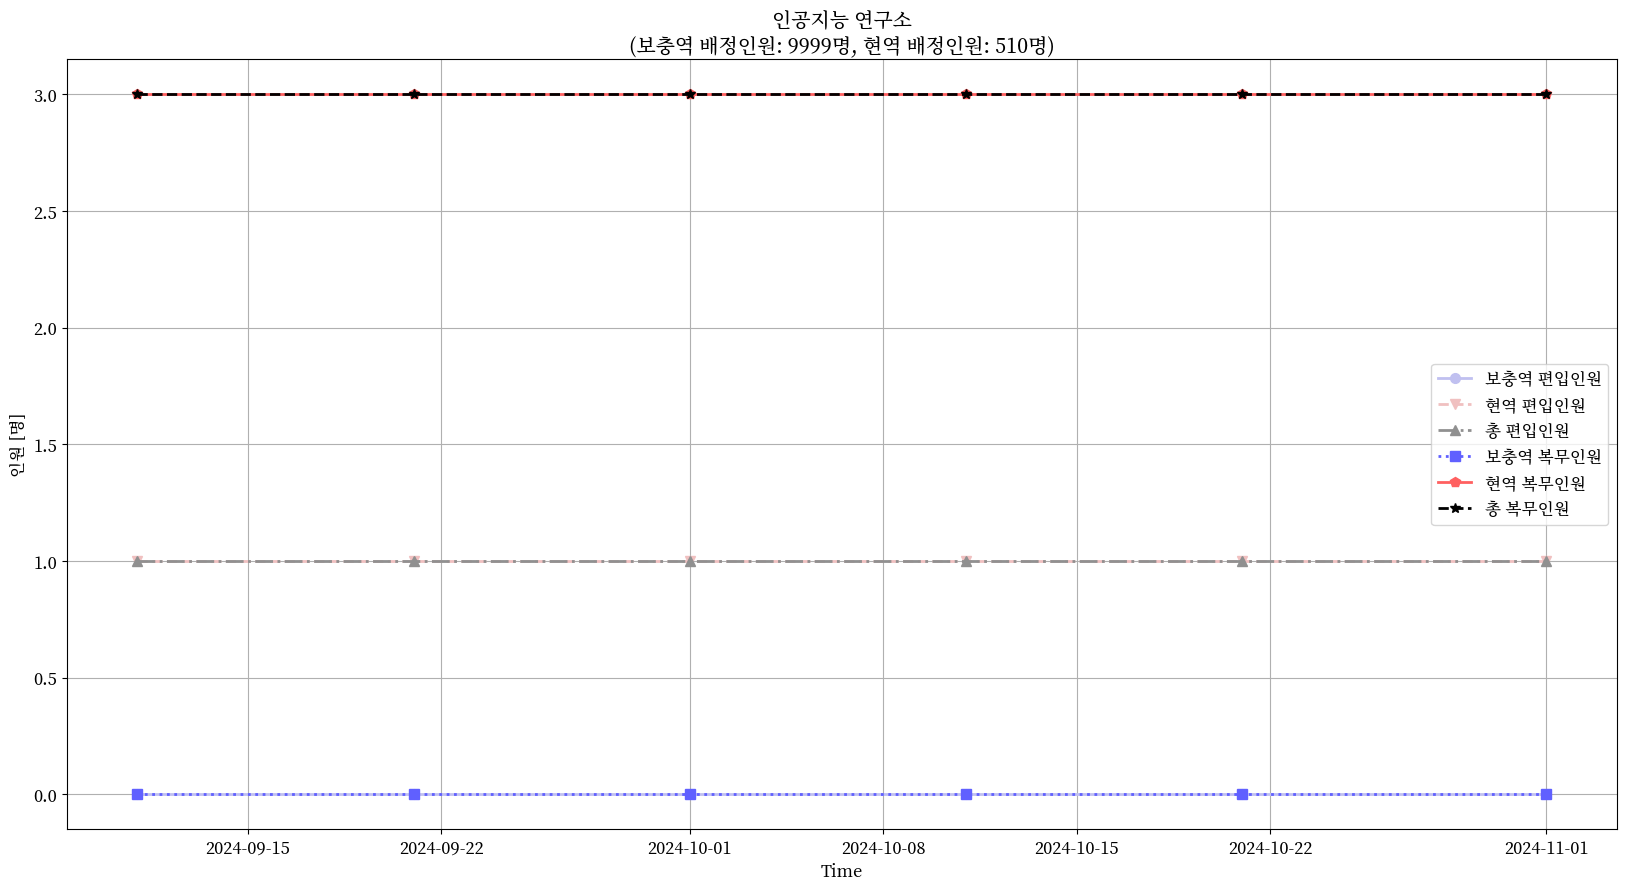 인공지능 연구소
(보충역 배정인원: 9999명, 현역 배정인원: 510명)
3.0
2.5
2.0
1.5
1.0
0.5
0.0
인원 [명]
보충역 편입인원
현역 편입인원
총 편입인원
보충역 복무인원
현역 복무인원
총 복무인원
2024-09-15 2024-09-22 2024-10-01 2024-10-08 2024-10-15 2024-10-22 2024-11-01
Time